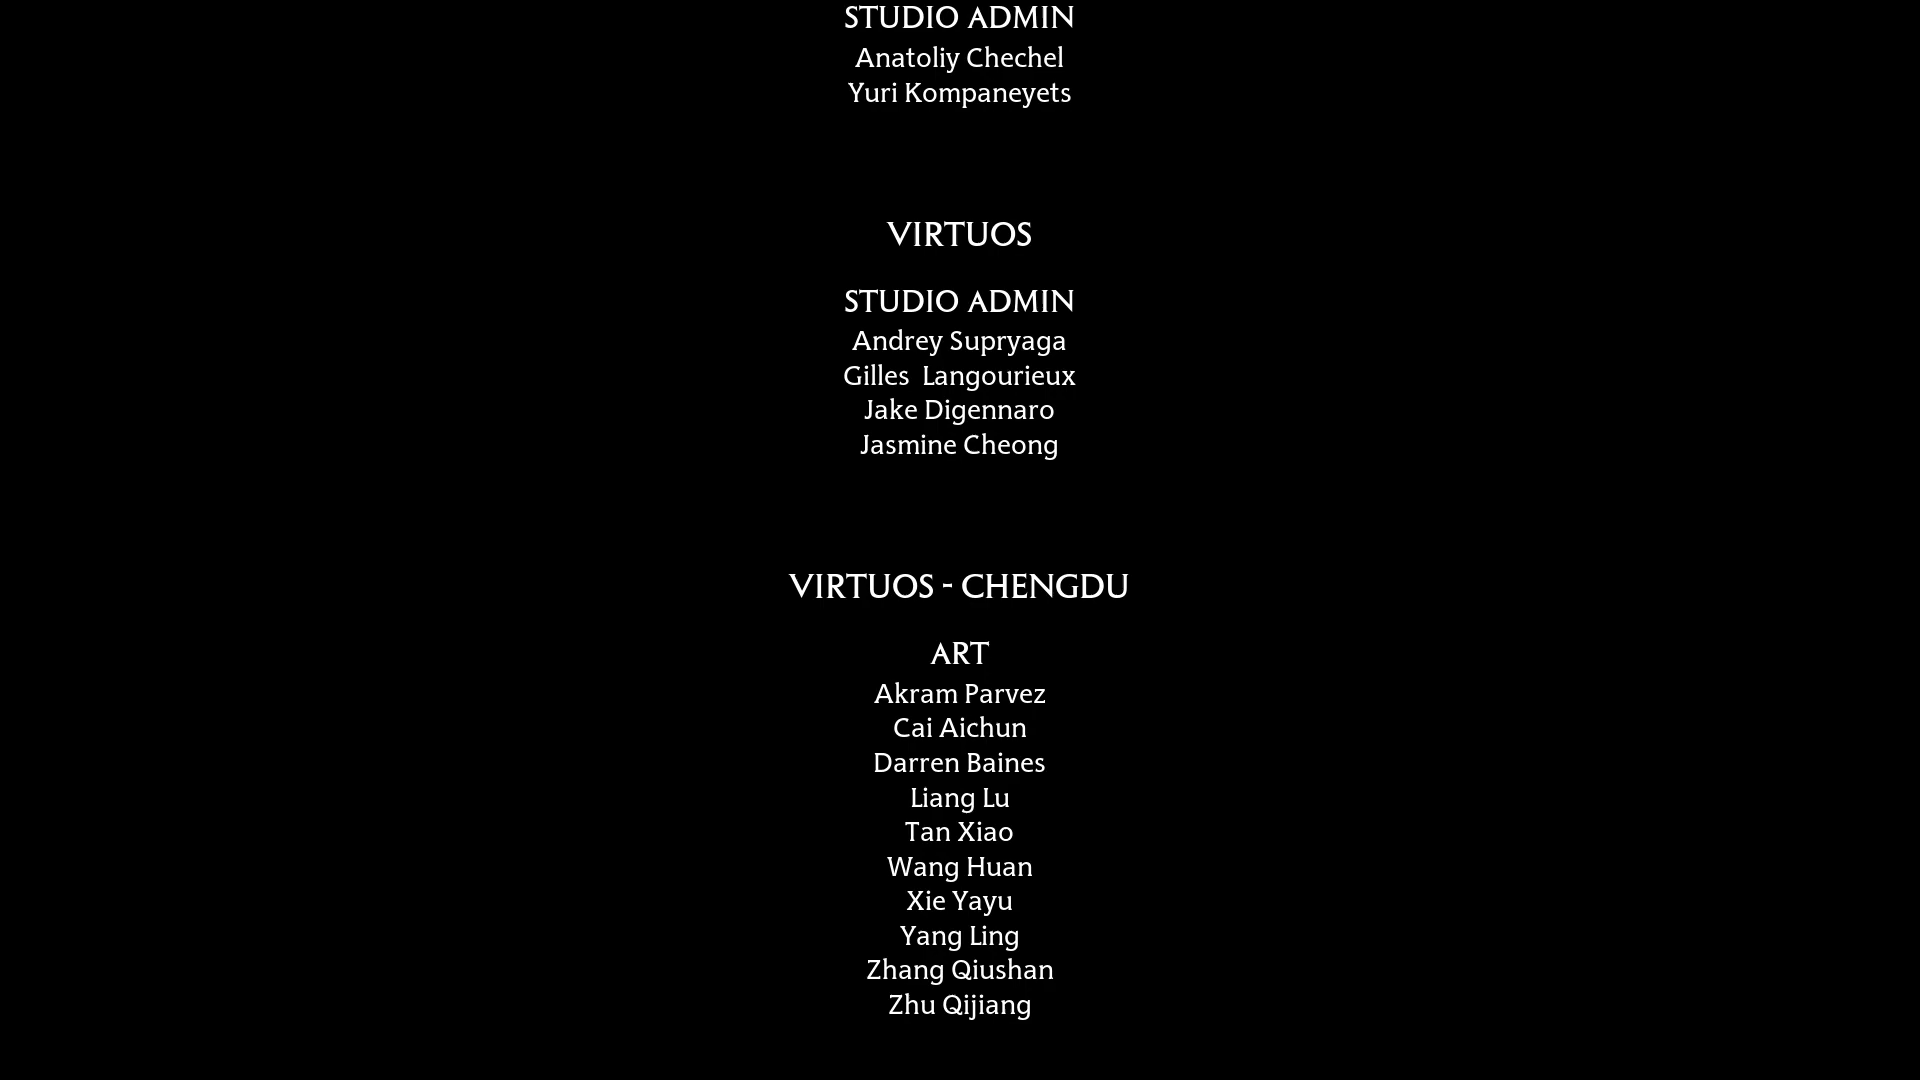 STUDIO ADMIN
Anatoliy Chechel
Yuri Kompaneyets
VIRTUOS
STUDIO ADMIN
Andrey Supryaga
Gilles  Langourieux
Jake Digennaro
Jasmine Cheong
VIRTUOS - CHENGDU
ART
Akram Parvez
Cai Aichun
Darren Baines
Liang Lu
Tan Xiao
Wang Huan
Xie Yayu
Yang Ling
Zhang Qiushan
Zhu Qijiang